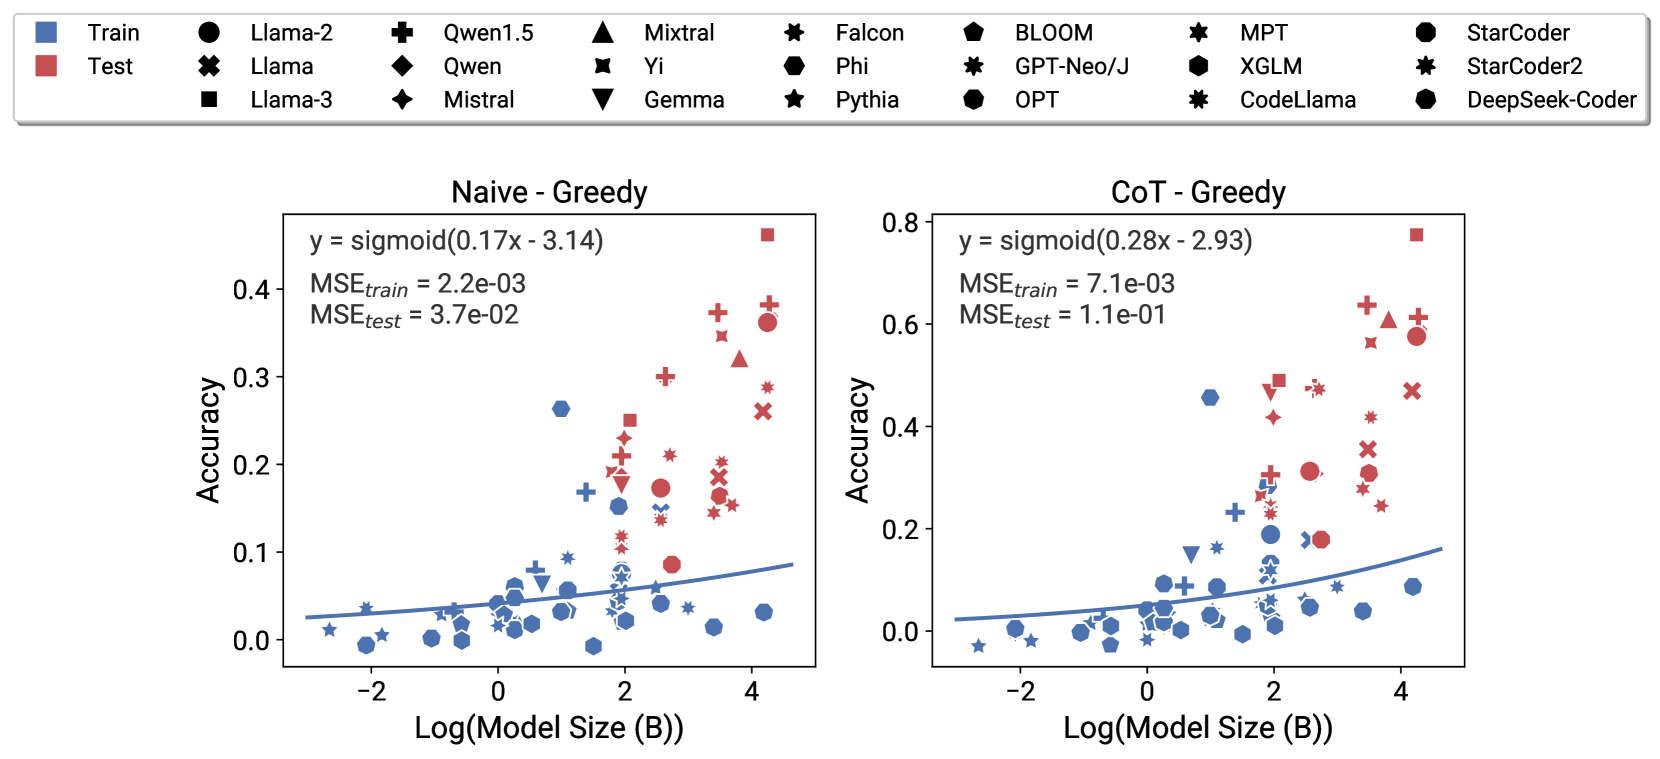 Train Llama-2 Qwen1.5 Mixtral Falcon BLOOM MPT StarCoder
Test Llama Qwen Yi Phi GPT-Neo/J XGLM StarCoder2
Llama-3 Mistral Gemma Pythia OPT CodeLlama DeepSeek-Coder
Naive - Greedy
y = sigmoid(0.17x - 3.14)
MSEtrain = 2.2e-03
MSEtest = 3.7e-02
Accuracy
0.4
0.3
0.2
0.1
0.0
−2 0 2 4
Log(Model Size (B))
CoT - Greedy
y = sigmoid(0.28x - 2.93)
MSEtrain = 7.1e-03
MSEtest = 1.1e-01
Accuracy
0.8
0.6
0.4
0.2
0.0
−2 0 2 4
Log(Model Size (B))